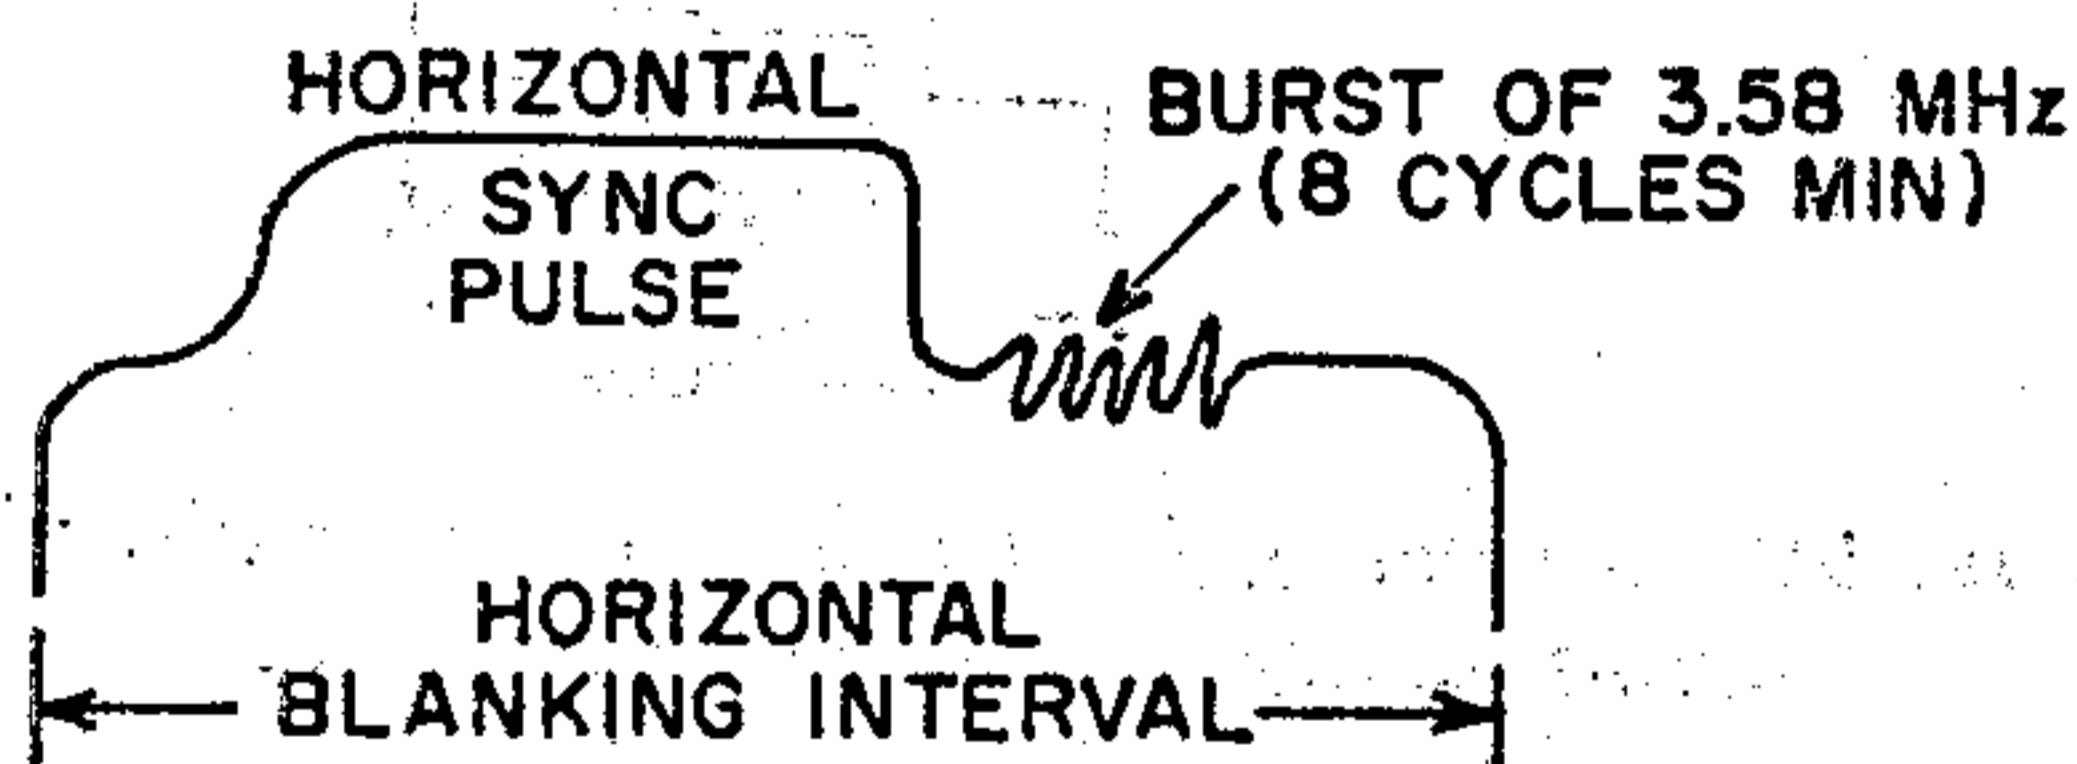 HORIZONTAL
SYNC
PULSE
BURST OF 3.58 MHz
(8 CYCLES MIN)
HORIZONTAL
BLANKING INTERVAL